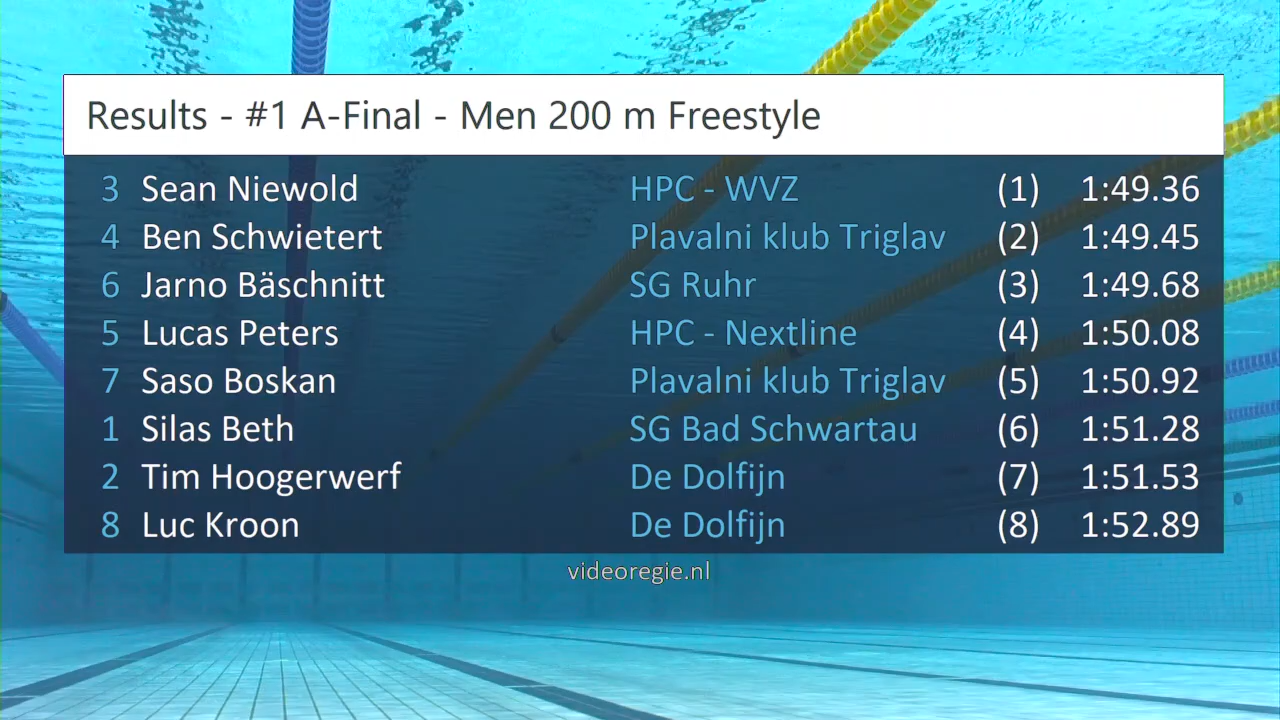 Results - #1 A-Final - Men 200 m Freestyle
3 Sean Niewold HPC - WVZ (1) 1:49.36
4 Ben Schwietert Plavalni klub Triglav (2) 1:49.45
6 Jarno Bäschnitt SG Ruhr (3) 1:49.68
5 Lucas Peters HPC - Nextline (4) 1:50.08
7 Saso Boskan Plavalni klub Triglav (5) 1:50.92
1 Silas Beth SG Bad Schwartau (6) 1:51.28
2 Tim Hoogerwerf De Dolfijn (7) 1:51.53
8 Luc Kroon De Dolfijn (8) 1:52.89
videoregie.nl